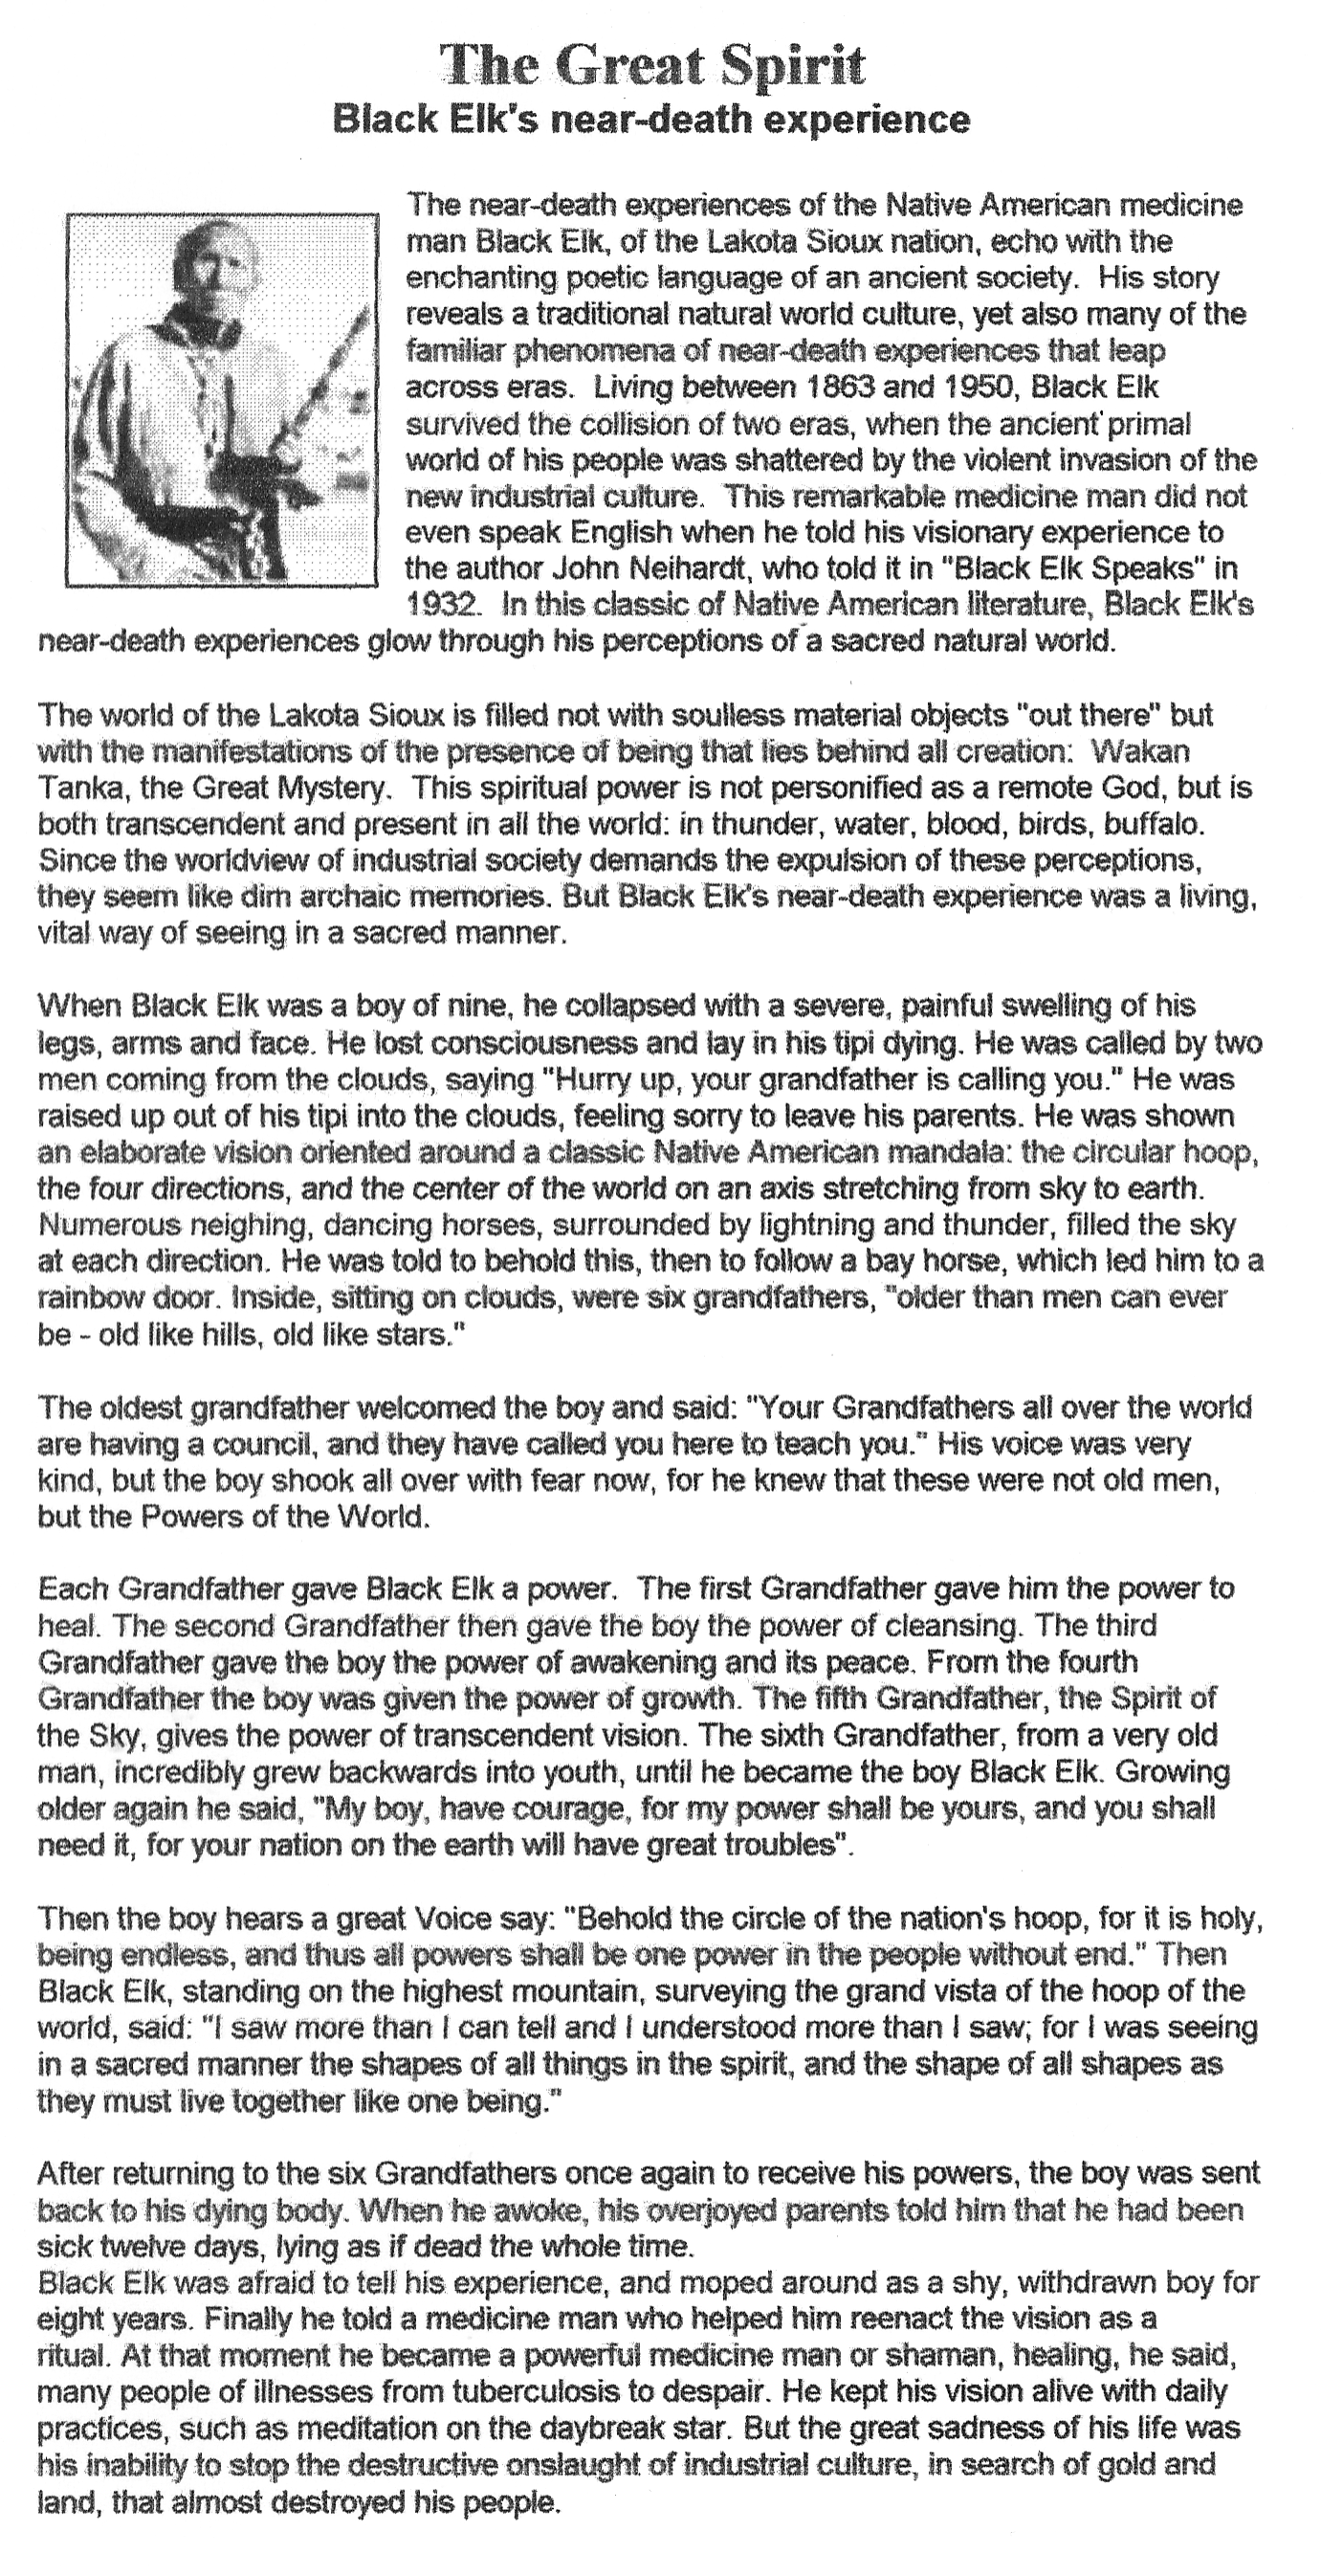 The Great Spirit
Black Elk's near-death experience
The near-death experiences of the Native American medicine
man Black Elk, of the Lakota Sioux nation, echo with the
enchanting poetic language of an ancient society.  His story
reveals a traditional natural world culture, yet also many of the
familiar phenomena of near-death experiences that leap
across eras.  Living between 1863 and 1950, Black Elk
survived the collision of two eras, when the ancient primal
world of his people was shattered by the violent invasion of the
new industrial culture.  This remarkable medicine man did not
even speak English when he told his visionary experience to
the author John Neihardt, who told it in "Black Elk Speaks" in
1932.  In this classic of Native American literature, Black Elk's
near-death experiences glow through his perceptions of a sacred natural world.
The world of the Lakota Sioux is filled not with soulless material objects "out there" but
with the manifestations of the presence of being that lies behind all creation:  Wakan
Tanka, the Great Mystery.  This spiritual power is not personified as a remote God, but is
both transcendent and present in all the world: in thunder, water, blood, birds, buffalo.
Since the worldview of industrial society demands the expulsion of these perceptions,
they seem like dim archaic memories. But Black Elk's near-death experience was a living,
vital way of seeing in a sacred manner.
When Black Elk was a boy of nine, he collapsed with a severe, painful swelling of his
legs, arms and face. He lost consciousness and lay in his tipi dying. He was called by two
men coming from the clouds, saying "Hurry up, your grandfather is calling you." He was
raised up out of his tipi into the clouds, feeling sorry to leave his parents. He was shown
an elaborate vision oriented around a classic Native American mandala: the circular hoop,
the four directions, and the center of the world on an axis stretching from sky to earth.
Numerous neighing, dancing horses, surrounded by lightning and thunder, filled the sky
at each direction. He was told to behold this, then to follow a bay horse, which led him to a
rainbow door. Inside, sitting on clouds, were six grandfathers, "older than men can ever
be - old like hills, old like stars."
The oldest grandfather welcomed the boy and said: "Your Grandfathers all over the world
are having a council, and they have called you here to teach you." His voice was very
kind, but the boy shook all over with fear now, for he knew that these were not old men,
but the Powers of the World.
Each Grandfather gave Black Elk a power.  The first Grandfather gave him the power to
heal. The second Grandfather then gave the boy the power of cleansing. The third
Grandfather gave the boy the power of awakening and its peace. From the fourth
Grandfather the boy was given the power of growth. The fifth Grandfather, the Spirit of
the Sky, gives the power of transcendent vision. The sixth Grandfather, from a very old
man, incredibly grew backwards into youth, until he became the boy Black Elk. Growing
older again he said, "My boy, have courage, for my power shall be yours, and you shall
need it, for your nation on the earth will have great troubles".
Then the boy hears a great Voice say: "Behold the circle of the nation's hoop, for it is holy,
being endless, and thus all powers shall be one power in the people without end." Then
Black Elk, standing on the highest mountain, surveying the grand vista of the hoop of the
world, said: "I saw more than I can tell and I understood more than I saw; for I was seeing
in a sacred manner the shapes of all things in the spirit, and the shape of all shapes as
they must live together like one being."
After returning to the six Grandfathers once again to receive his powers, the boy was sent
back to his dying body. When he awoke, his overjoyed parents told him that he had been
sick twelve days, lying as if dead the whole time.
Black Elk was afraid to tell his experience, and moped around as a shy, withdrawn boy for
eight years. Finally he told a medicine man who helped him reenact the vision as a
ritual. At that moment he became a powerful medicine man or shaman, healing, he said,
many people of illnesses from tuberculosis to despair. He kept his vision alive with daily
practices, such as meditation on the daybreak star. But the great sadness of his life was
his inability to stop the destructive onslaught of industrial culture, in search of gold and
land, that almost destroyed his people.